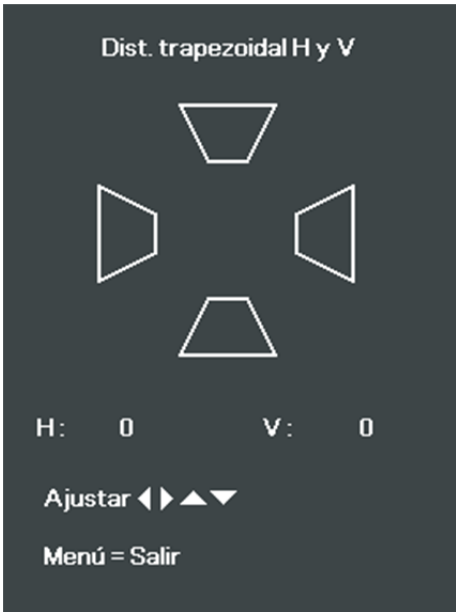 Dist. trapezoidal H y V
H: 0 V: 0
Ajustar ◀ ▶ ▲ ▼
Menú = Salir